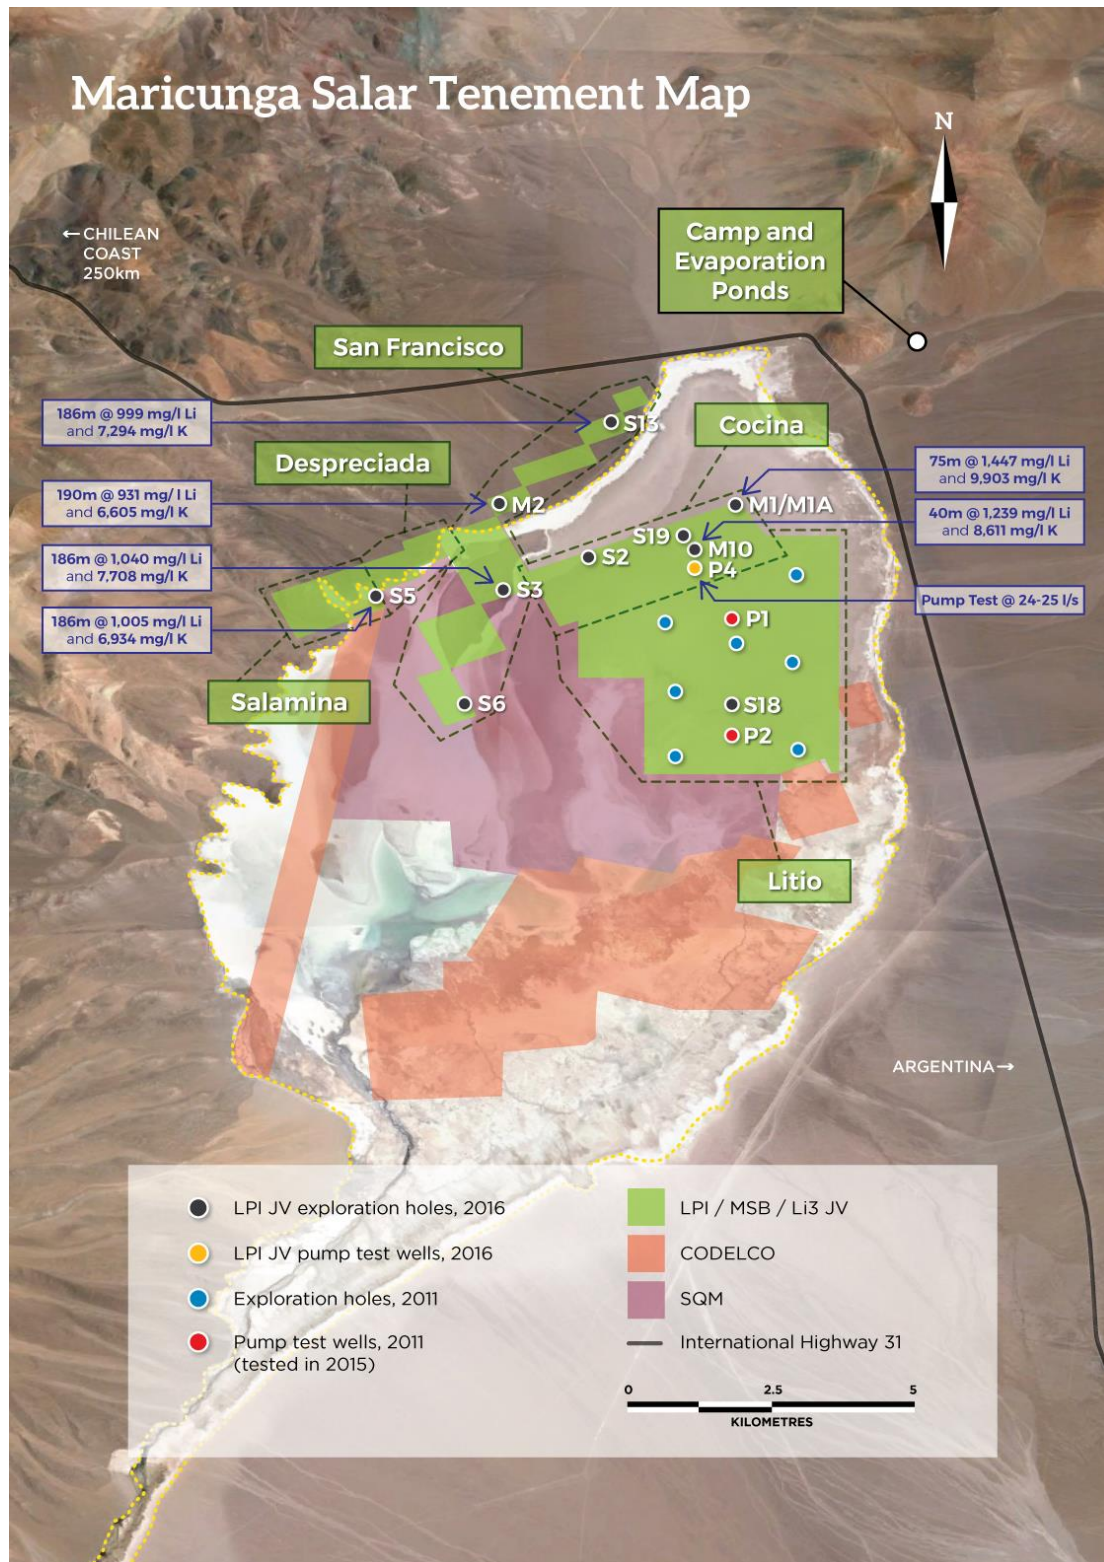 Maricunga Salar Tenement Map
N
←CHILEAN
COAST
250km
Camp and
Evaporation
Ponds
San Francisco
186m @ 999 mg/l Li
and 7,294 mg/l K
S13
Cocina
Despreciada
75m @ 1,447 mg/l Li
and 9,903 mg/l K
190m @ 931 mg/ l Li
and 6,605 mg/l K
M2
M1/M1A
40m @ 1,239 mg/l Li
and 8,611 mg/l K
S19
M10
S2
P4
186m @ 1,040 mg/l Li
and 7,708 mg/l K
S3
S5
Pump Test @ 24-25 l/s
186m @ 1,005 mg/l Li
and 6,934 mg/l K
P1
Salamina
S6
S18
P2
Litio
ARGENTINA→
LPI JV exploration holes, 2016
LPI JV pump test wells, 2016
Exploration holes, 2011
Pump test wells, 2011
(tested in 2015)
LPI / MSB / Li3 JV
CODELCO
SQM
International Highway 31
0 2.5 5
KILOMETRES